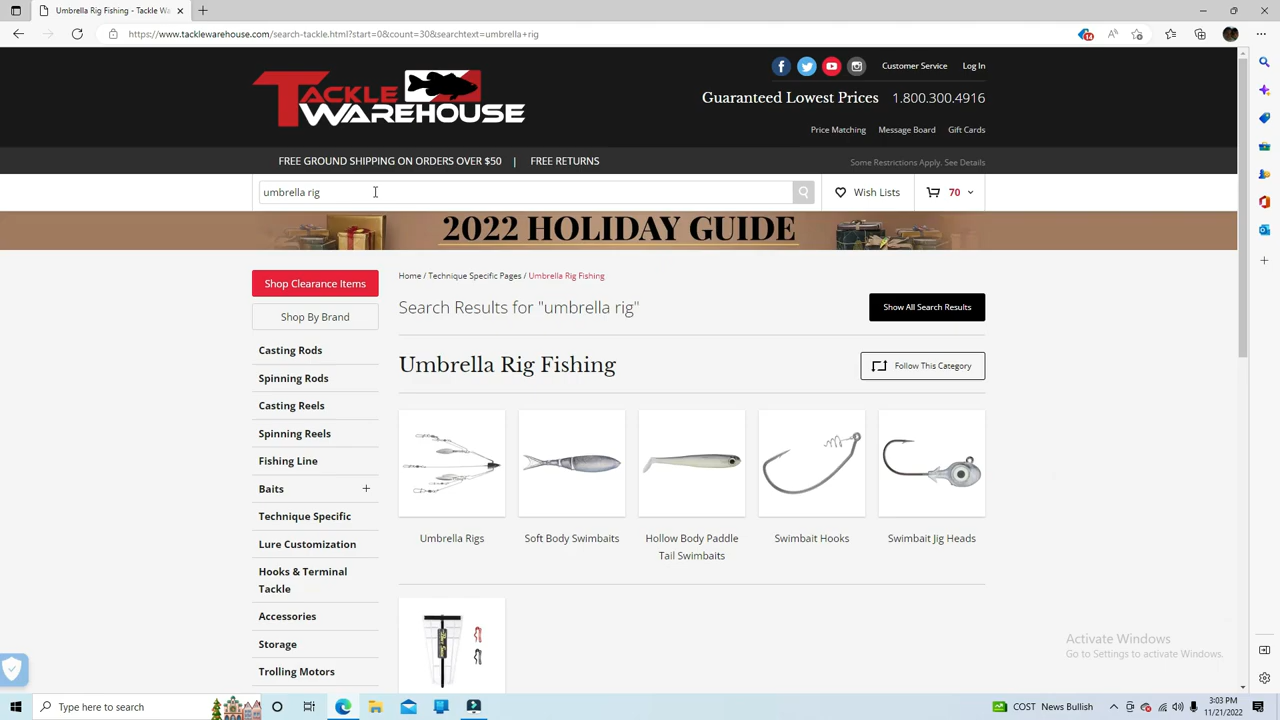 Umbrella Rig Fishing - Tackle W
https://www.tacklewarehouse.com/search-tackle.html?start=0&count=30&searchtext=umbrella+rig
14
Customer Service
Log In
TACKLE
WAREHOUSE
Guaranteed Lowest Prices 1.800.300.4916
Price Matching
Message Board
Gift Cards
FREE GROUND SHIPPING ON ORDERS OVER $50 | FREE RETURNS
Some Restrictions Apply. See Details
umbrella rig
Wish Lists
70
2022 HOLIDAY GUIDE
Shop Clearance Items
Shop By Brand
Casting Rods
Spinning Rods
Casting Reels
Spinning Reels
Fishing Line
Baits +
Technique Specific
Lure Customization
Hooks & Terminal
Tackle
Accessories
Storage
Trolling Motors
Home / Technique Specific Pages / Umbrella Rig Fishing
Search Results for "umbrella rig"
Show All Search Results
Umbrella Rig Fishing
Follow This Category
Umbrella Rigs
Soft Body Swimbaits
Hollow Body Paddle
Tail Swimbaits
Swimbait Hooks
Swimbait Jig Heads
Activate Windows
Go to Settings to activate Windows.
Type here to search
COST News Bullish
3:03 PM
11/21/2022